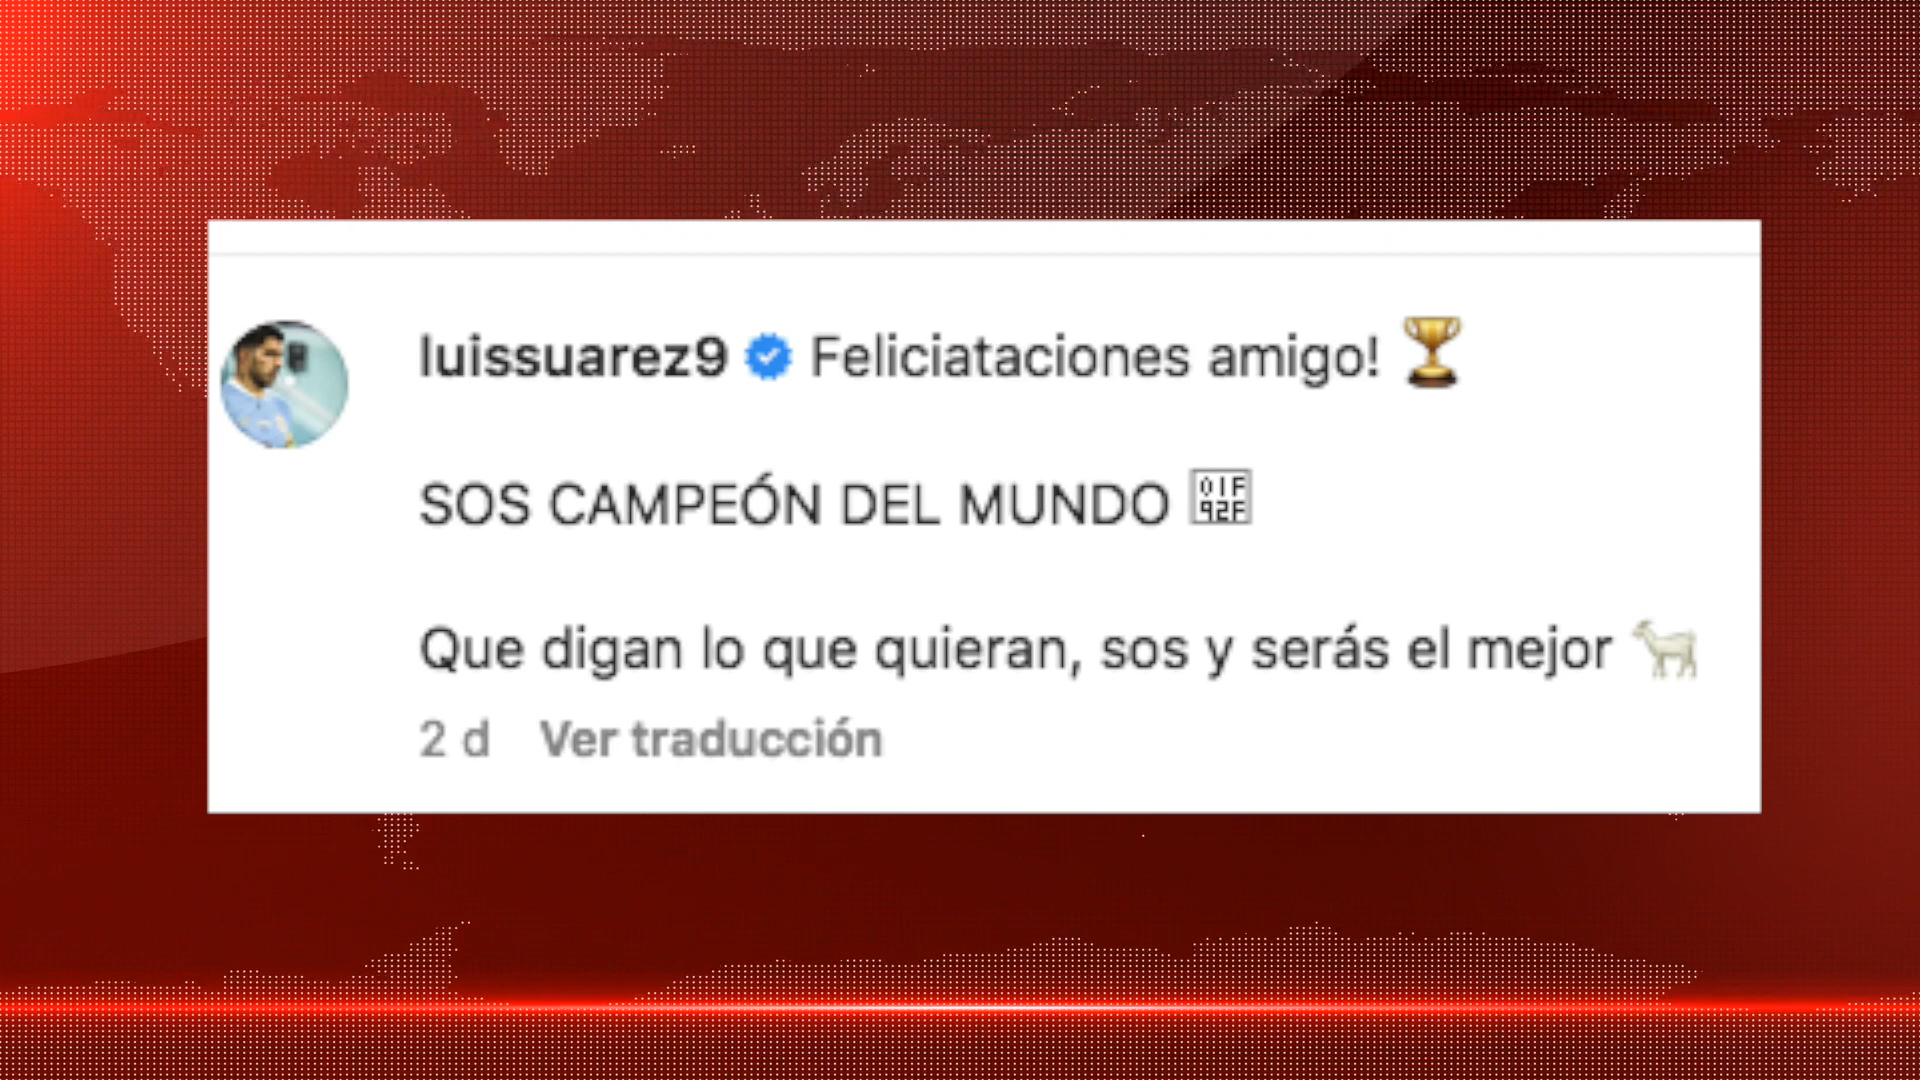 luissuarez9 Feliciataciones amigo! 🏆
SOS CAMPEÓN DEL MUNDO 01F92F
Que digan lo que quieran, sos y serás el mejor 🐐
2 d Ver traducción